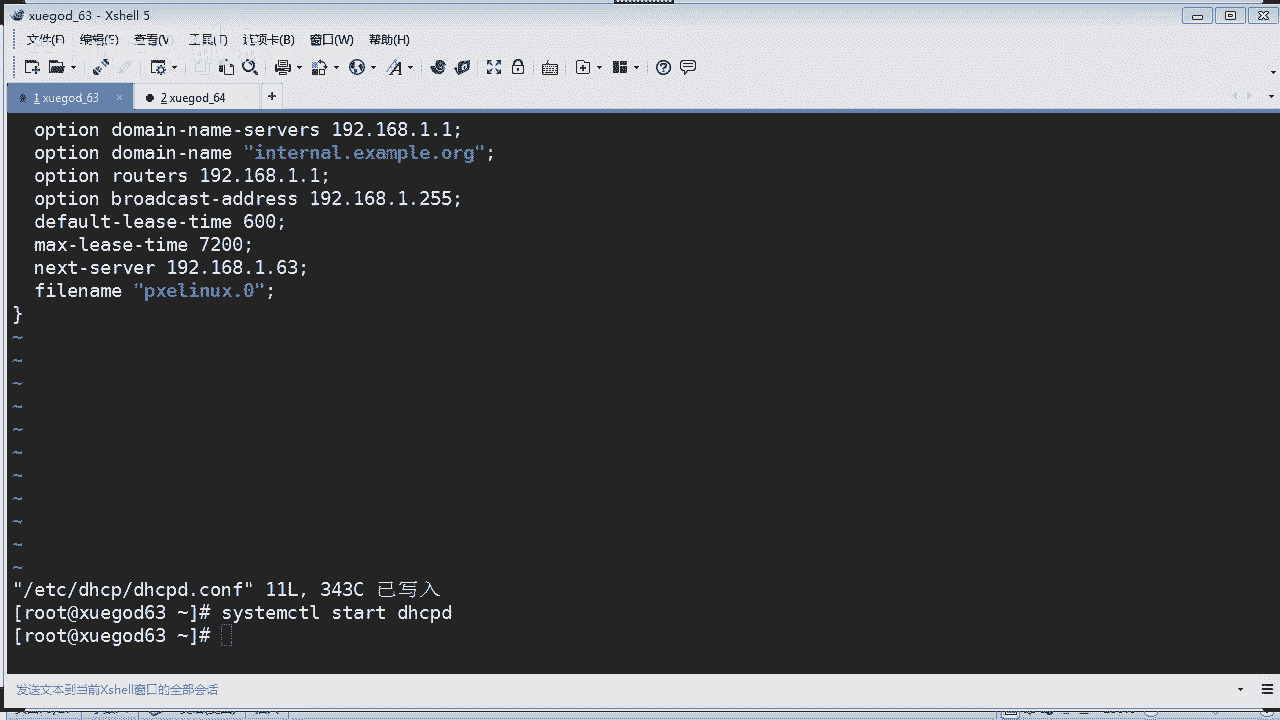 xuegod_63 - Xshell 5
文件(F) 编辑(E) 查看(V) 工具(T) 选项卡(B) 窗口(W) 帮助(H)
1 xuegod_63 × 2 xuegod_64 +
option domain-name-servers 192.168.1.1;
option domain-name "internal.example.org";
option routers 192.168.1.1;
option broadcast-address 192.168.1.255;
default-lease-time 600;
max-lease-time 7200;
next-server 192.168.1.63;
filename "pxelinux.0";
}
~
~
~
~
~
~
~
~
~
~
~
"/etc/dhcp/dhcpd.conf" 11L, 343C 已写入
[root@xuegod63 ~]# systemctl start dhcpd
[root@xuegod63 ~]#
发送文本到当前Xshell窗口的全部会话